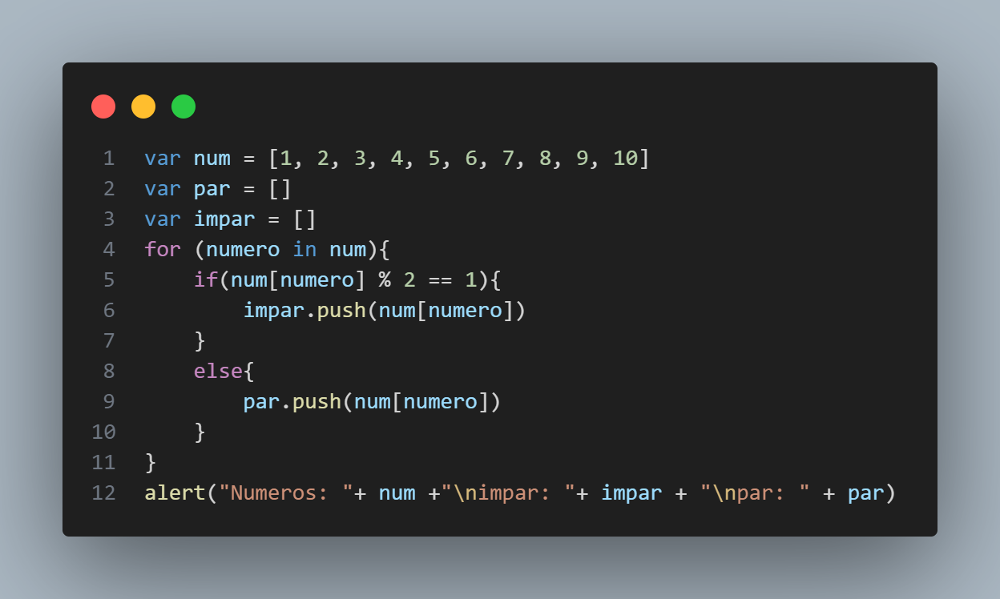 1 var num = [1, 2, 3, 4, 5, 6, 7, 8, 9, 10]
2 var par = []
3 var impar = []
4 for (numero in num){
5     if(num[numero] % 2 == 1){
6         impar.push(num[numero])
7     }
8     else{
9         par.push(num[numero])
10     }
11 }
12 alert("Numeros: "+ num +"\nimpar: "+ impar + "\npar: " + par)